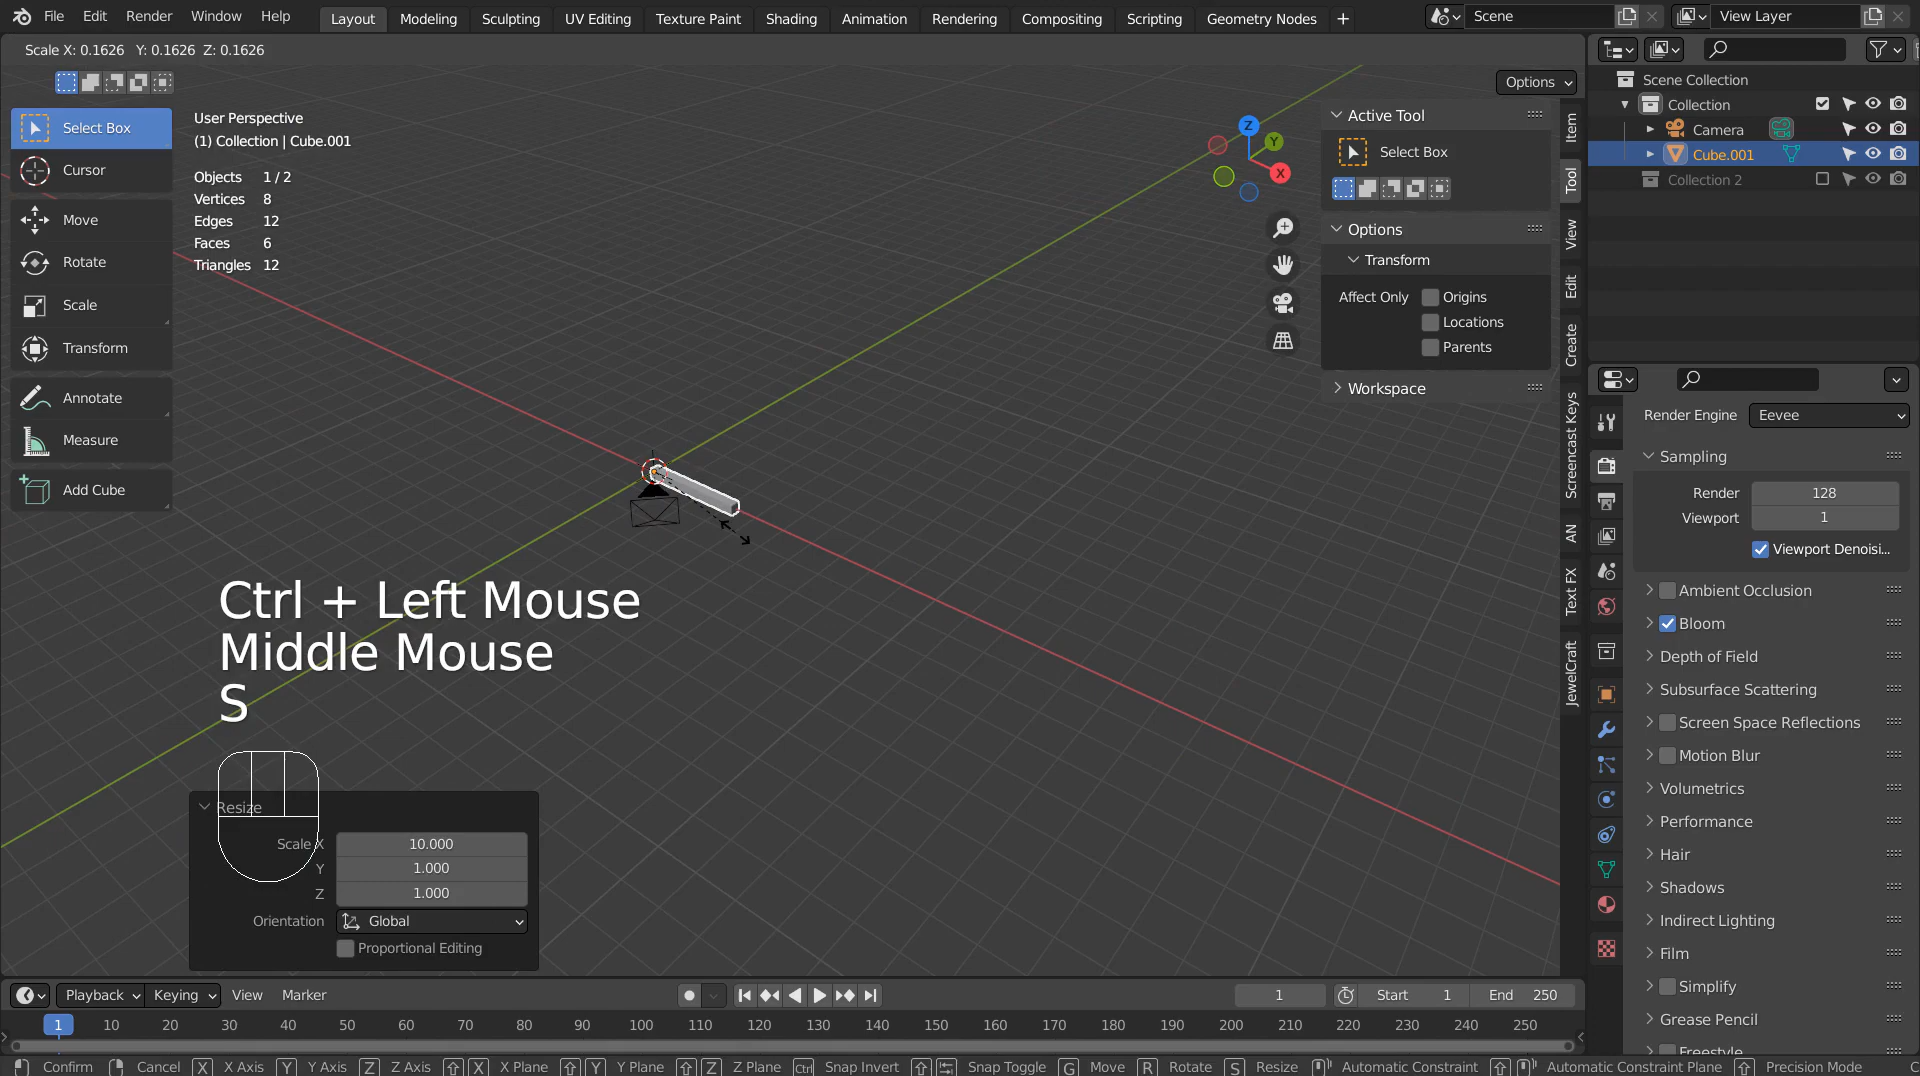 File Edit Render Window Help Layout Modeling Sculpting UV Editing Texture Paint Shading Animation Rendering Compositing Scripting Geometry Nodes + Scene View Layer
Scale X: 0.1626 Y: 0.1626 Z: 0.1626
Options
Select Box
Cursor
Move
Rotate
Scale
Transform
Annotate
Measure
Add Cube
User Perspective
(1) Collection | Cube.001
Objects 1 / 2
Vertices 8
Edges 12
Faces 6
Triangles 12
Z
Y
X
Active Tool
Select Box
Options
Transform
Affect Only Origins
Locations
Parents
Workspace
Item
Tool
View
Edit
Create
Screencast Keys
AN
Text FX
JewelCraft
Scene Collection
Collection
Camera
Cube.001
Collection 2
Render Engine Eevee
Sampling
Render 128
Viewport 1
Viewport Denoisi...
Ambient Occlusion
Bloom
Depth of Field
Subsurface Scattering
Screen Space Reflections
Motion Blur
Volumetrics
Performance
Hair
Shadows
Indirect Lighting
Film
Simplify
Grease Pencil
Freestyle
Ctrl + Left Mouse
Middle Mouse
S
Resize
Scale X 10.000
Y 1.000
Z 1.000
Orientation Global
Proportional Editing
Playback Keying View Marker 1 Start 1 End 250
1 10 20 30 40 50 60 70 80 90 100 110 120 130 140 150 160 170 180 190 200 210 220 230 240 250
Confirm Cancel X X Axis Y Y Axis Z Z Axis X X Plane Y Y Plane Z Z Plane Ctrl Snap Invert Snap Toggle G Move R Rotate S Resize Automatic Constraint Automatic Constraint Plane Precision Mode